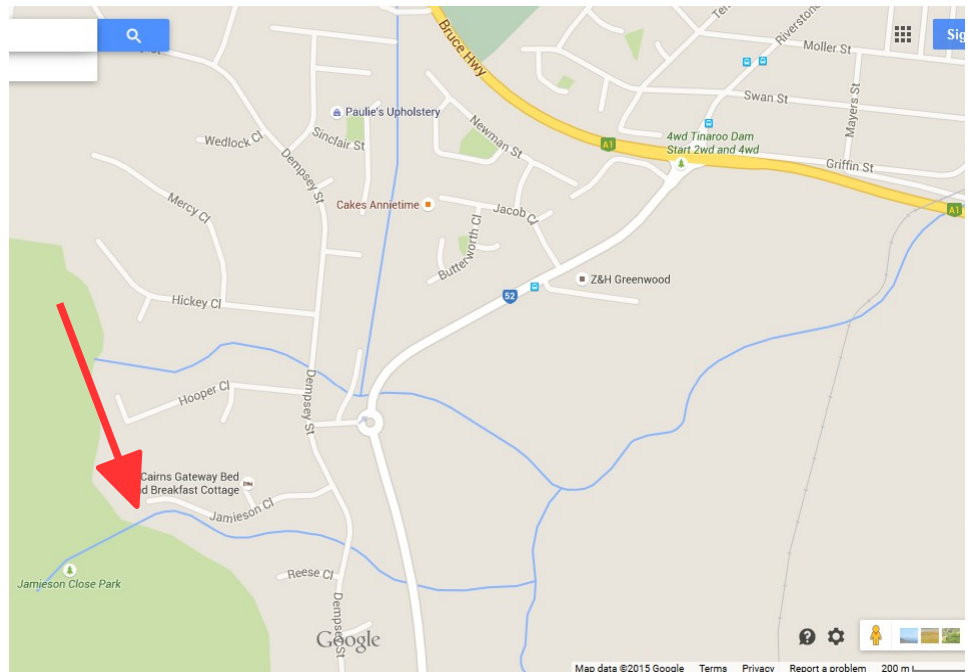 Sig
Riverstone
Moller St
Bruce Hwy
Swan St
Mayers St
Paulie's Upholstery
Sinclair St
Wedlock Cl
Newman St
4wd Tinaroo Dam
Start 2wd and 4wd
A1
Griffin St
Dempsey St
Mercy Cl
Cakes Annietime
Jacob Cl
A1
Butterworth Cl
Z&H Greenwood
52
Hickey Cl
Hooper Cl
Dempsey St
Cairns Gateway Bed
d Breakfast Cottage
Jamieson Cl
Jamieson Close Park
Reese Cl
Dempsey St
Google
Map data ©2015 Google Terms Privacy Report a problem 200 m